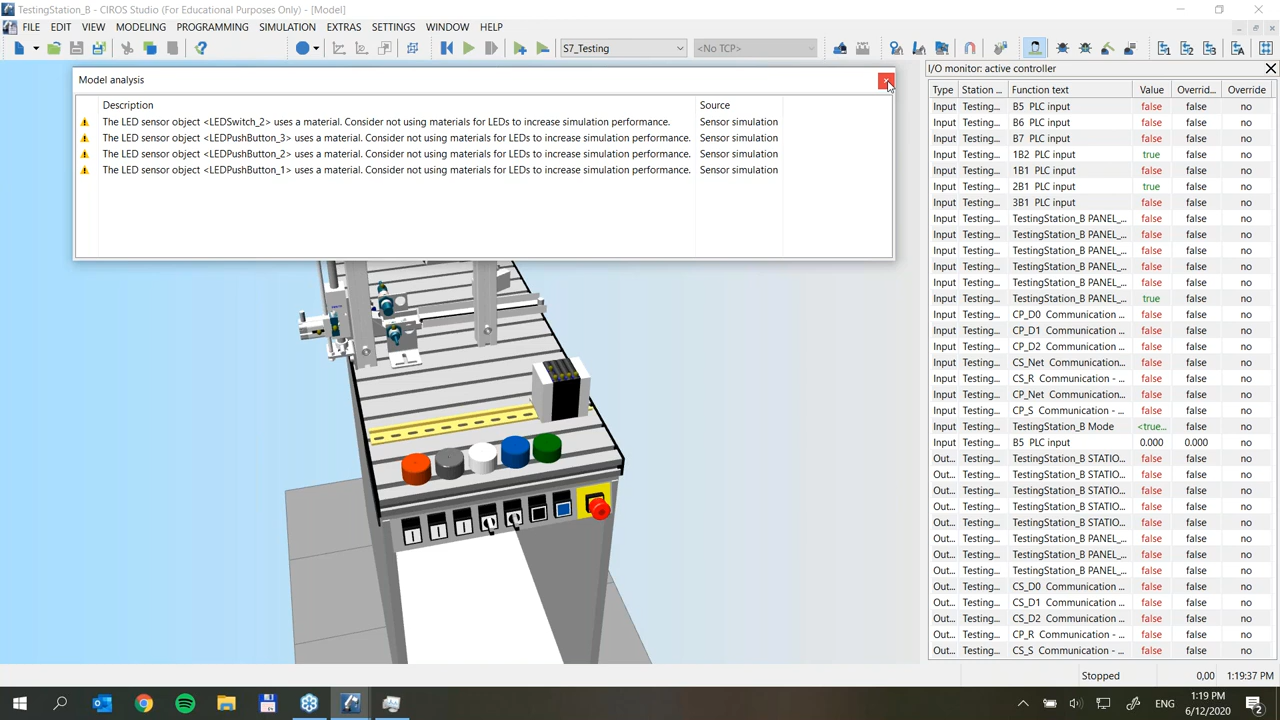 TestingStation_B - CIROS Studio (For Educational Purposes Only) - [Model]
FILE EDIT VIEW MODELING PROGRAMMING SIMULATION EXTRAS SETTINGS WINDOW HELP
S7_Testing <No TCP>
Model analysis
Description Source
The LED sensor object <LEDSwitch_2> uses a material. Consider not using materials for LEDs to increase simulation performance. Sensor simulation
The LED sensor object <LEDPushButton_3> uses a material. Consider not using materials for LEDs to increase simulation performance. Sensor simulation
The LED sensor object <LEDPushButton_2> uses a material. Consider not using materials for LEDs to increase simulation performance. Sensor simulation
The LED sensor object <LEDPushButton_1> uses a material. Consider not using materials for LEDs to increase simulation performance. Sensor simulation
I/O monitor: active controller
Type Station ... Function text Value Overrid... Override
Input Testing... B5 PLC input false false no
Input Testing... B6 PLC input false false no
Input Testing... B7 PLC input false false no
Input Testing... 1B2 PLC input true false no
Input Testing... 1B1 PLC input false false no
Input Testing... 2B1 PLC input true false no
Input Testing... 3B1 PLC input false false no
Input Testing... TestingStation_B PANEL_... false false no
Input Testing... TestingStation_B PANEL_... false false no
Input Testing... TestingStation_B PANEL_... false false no
Input Testing... TestingStation_B PANEL_... false false no
Input Testing... TestingStation_B PANEL_... false false no
Input Testing... TestingStation_B PANEL_... true false no
Input Testing... CP_D0 Communication ... false false no
Input Testing... CP_D1 Communication ... false false no
Input Testing... CP_D2 Communication ... false false no
Input Testing... CS_Net Communication... false false no
Input Testing... CS_R Communication - ... false false no
Input Testing... CP_Net Communication... false false no
Input Testing... CP_S Communication - ... false false no
Input Testing... TestingStation_B Mode <true... false no
Input Testing... B5 PLC input 0.000 0.000 no
Out... Testing... TestingStation_B STATIO... false false no
Out... Testing... TestingStation_B STATIO... false false no
Out... Testing... TestingStation_B STATIO... false false no
Out... Testing... TestingStation_B STATIO... false false no
Out... Testing... TestingStation_B STATIO... false false no
Out... Testing... TestingStation_B PANEL_... false false no
Out... Testing... TestingStation_B PANEL_... false false no
Out... Testing... TestingStation_B PANEL_... false false no
Out... Testing... CS_D0 Communication ... false false no
Out... Testing... CS_D1 Communication ... false false no
Out... Testing... CS_D2 Communication ... false false no
Out... Testing... CP_R Communication - ... false false no
Out... Testing... CS_S Communication - ... false false no
Stopped 0,00 1:19:37 PM
ENG 1:19 PM
6/12/2020
2